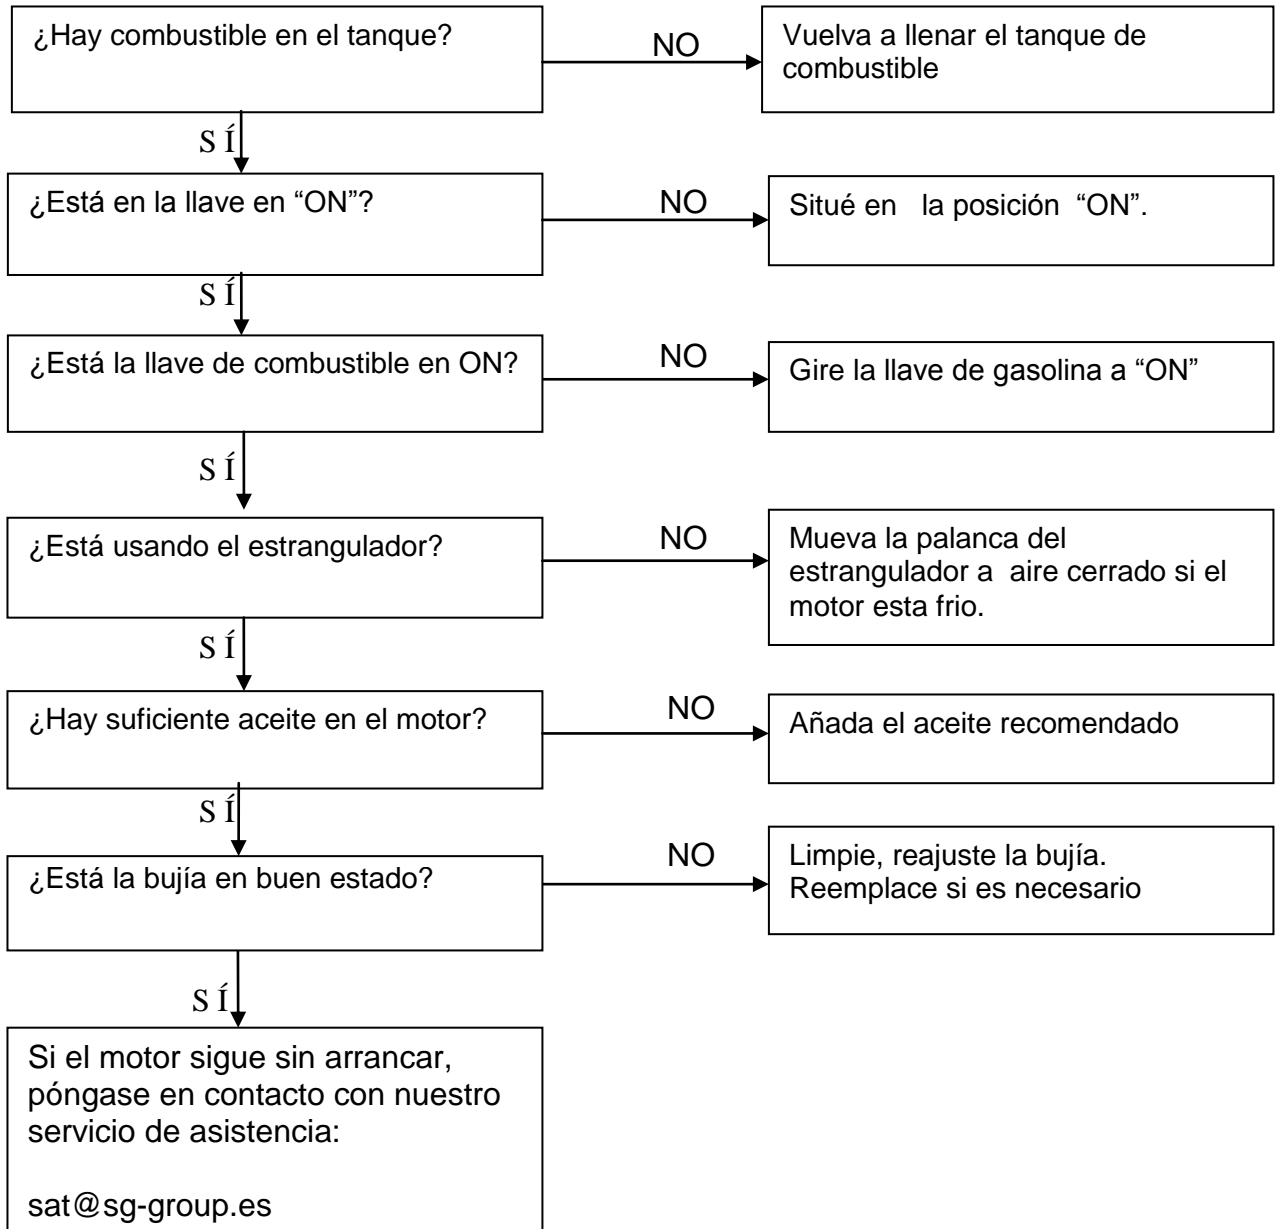 ¿Hay combustible en el tanque?
NO
Vuelva a llenar el tanque de
combustible
S Í
¿Está en la llave en “ON”?
NO
Situé en la posición “ON”.
S Í
¿Está la llave de combustible en ON?
NO
Gire la llave de gasolina a “ON”
S Í
¿Está usando el estrangulador?
NO
Mueva la palanca del
estrangulador a aire cerrado si el
motor esta frio.
S Í
¿Hay suficiente aceite en el motor?
NO
Añada el aceite recomendado
S Í
¿Está la bujía en buen estado?
NO
Limpie, reajuste la bujía.
Reemplace si es necesario
S Í
Si el motor sigue sin arrancar,
póngase en contacto con nuestro
servicio de asistencia:
sat@sg-group.es